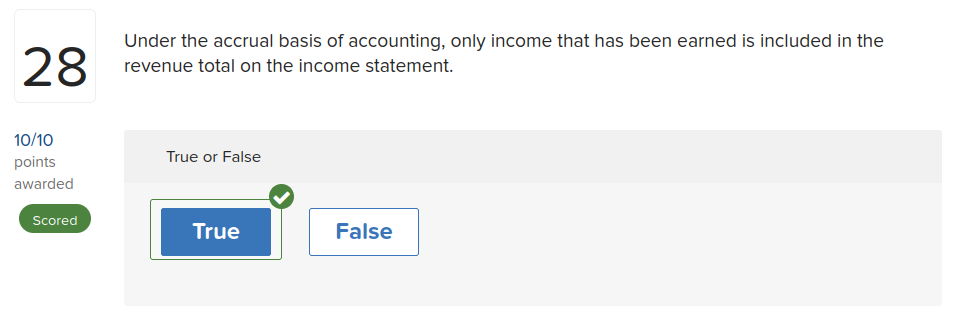 28
Under the accrual basis of accounting, only income that has been earned is included in the
revenue total on the income statement.
10/10
points
awarded
Scored
True or False
True
False